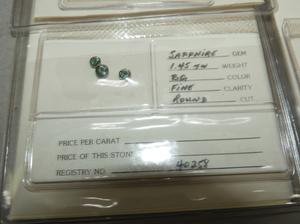 SAPPHIRE GEM
1.45 TW WEIGHT
BG COLOR
FINE CLARITY
ROUND CUT
PRICE PER CARAT
PRICE OF THIS STONE
REGISTRY NO. 40258